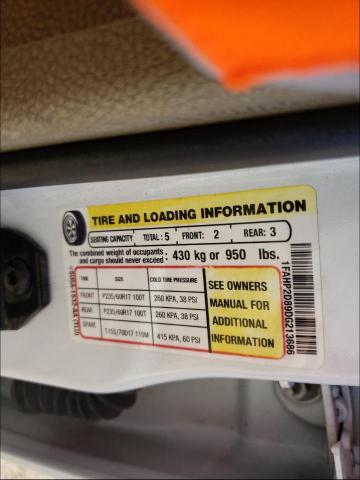 TIRE AND LOADING INFORMATION
SEATING CAPACITY TOTAL: 5 FRONT: 2 REAR: 3
The combined weight of occupants and cargo should never exceed: 430 kg or 950 lbs.
TIRE SIZE COLD TIRE PRESSURE
FRONT P235/60R17 100T 260 KPA, 38 PSI
REAR P235/60R17 100T 260 KPA, 38 PSI
SPARE T155/70D17 110M 415 KPA, 60 PSI
SEE OWNERS
MANUAL FOR
ADDITIONAL
INFORMATION